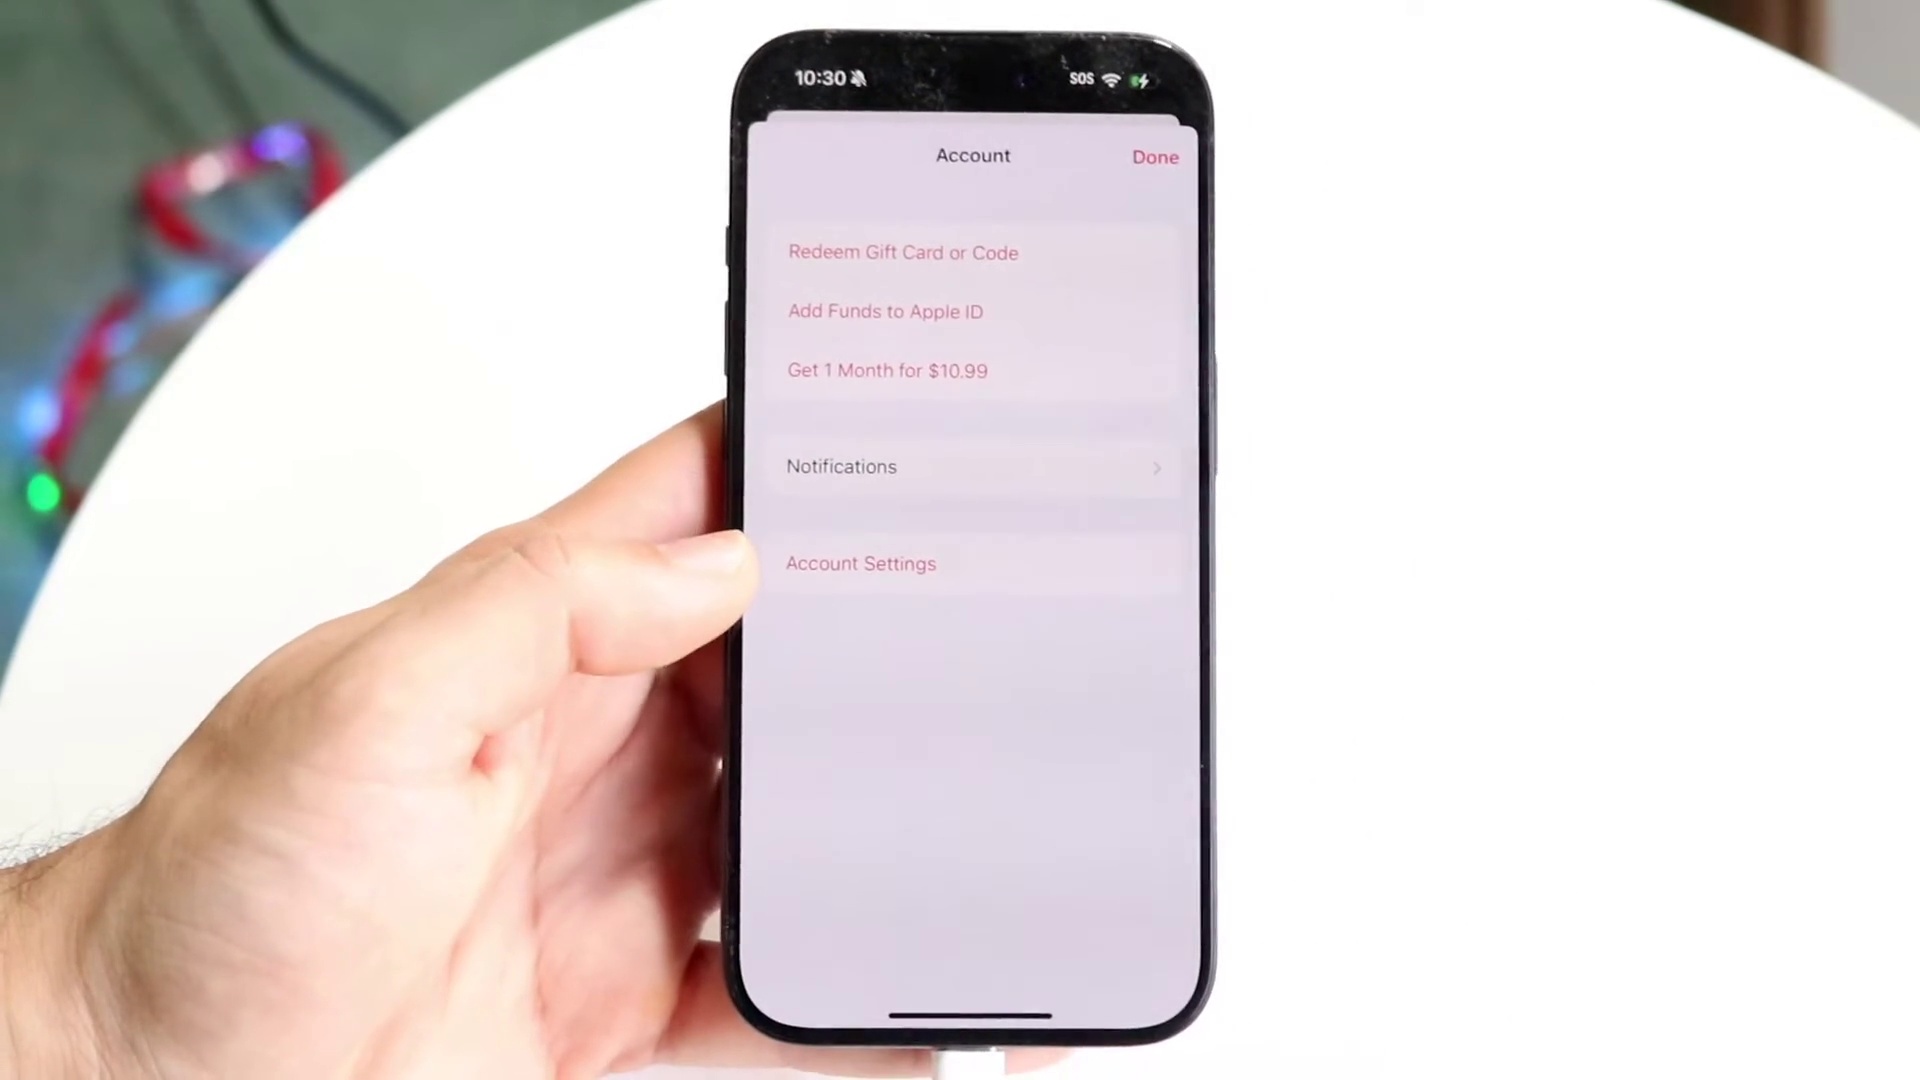 10:30 SOS
Account Done
Redeem Gift Card or Code
Add Funds to Apple ID
Get 1 Month for $10.99
Notifications
Account Settings